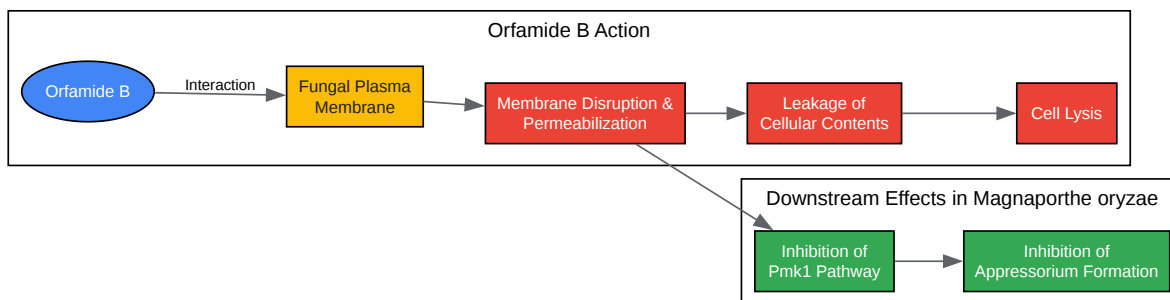 Orfamide B Action
Orfamide B
Interaction
Fungal Plasma
Membrane
Membrane Disruption &
Permeabilization
Leakage of
Cellular Contents
Cell Lysis
Downstream Effects in Magnaporthe oryzae
Inhibition of
Pmk1 Pathway
Inhibition of
Appressorium Formation